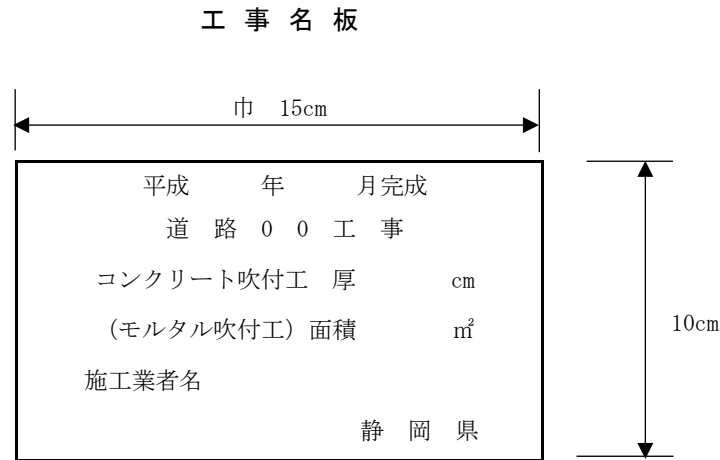 工 事 名 板
巾 15cm
平成 年 月完成
道 路 0 0 工 事
コンクリート吹付工 厚 cm
(モルタル吹付工)面積 ㎡
10cm
施工業者名
静 岡 県